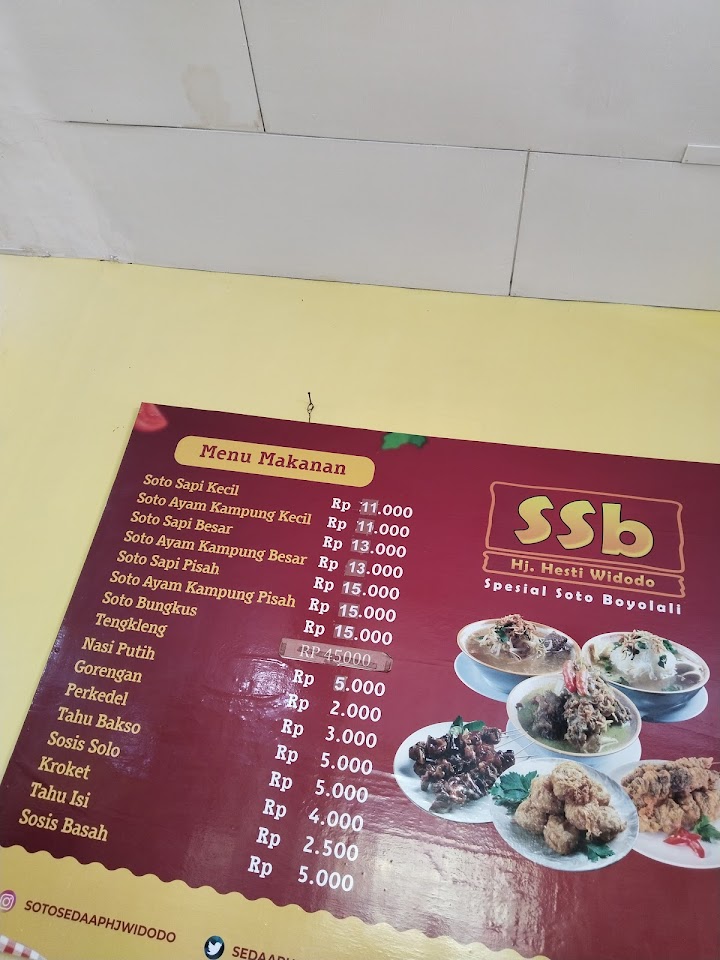 Menu Makanan
Soto Sapi Kecil Rp 11.000
Soto Ayam Kampung Kecil Rp 11.000
Soto Sapi Besar Rp 13.000
Soto Ayam Kampung Besar Rp 13.000
Soto Sapi Pisah Rp 15.000
Soto Ayam Kampung Pisah Rp 15.000
Soto Bungkus Rp 15.000
Tengkleng RP 45000
Nasi Putih Rp 5.000
Gorengan Rp 2.000
Perkedel Rp 3.000
Tahu Bakso Rp 5.000
Sosis Solo Rp 5.000
Kroket Rp 4.000
Tahu Isi Rp 2.500
Sosis Basah Rp 5.000
SSb
Hj. Hesti Widodo
Spesial Soto Boyolali
SOTOSEDAAPHJWIDODO